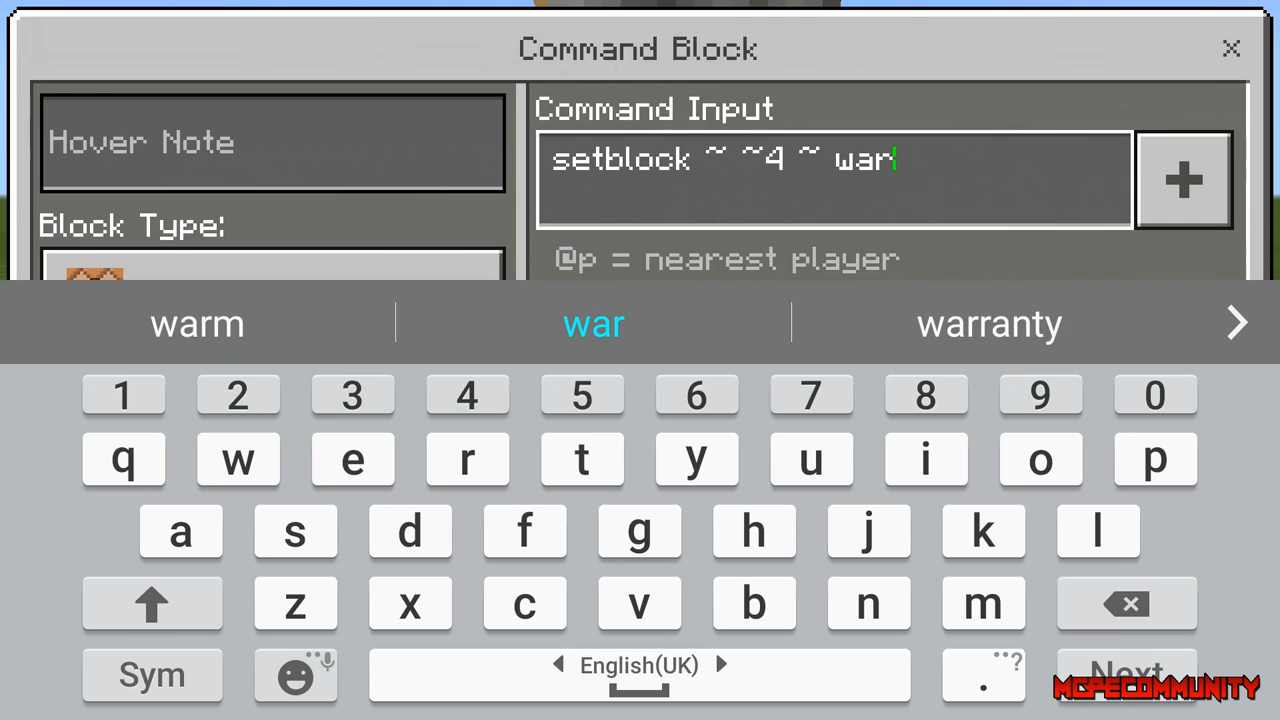 Command Block
Hover Note
Command Input
setblock ~ ~4 ~ war
Block Type:
@p = nearest player
warm war warranty
1 2 3 4 5 6 7 8 9 0
q w e r t y u i o p
a s d f g h j k l
z x c v b n m
Sym English(UK) . ? Next
MCPECOMMUNITY